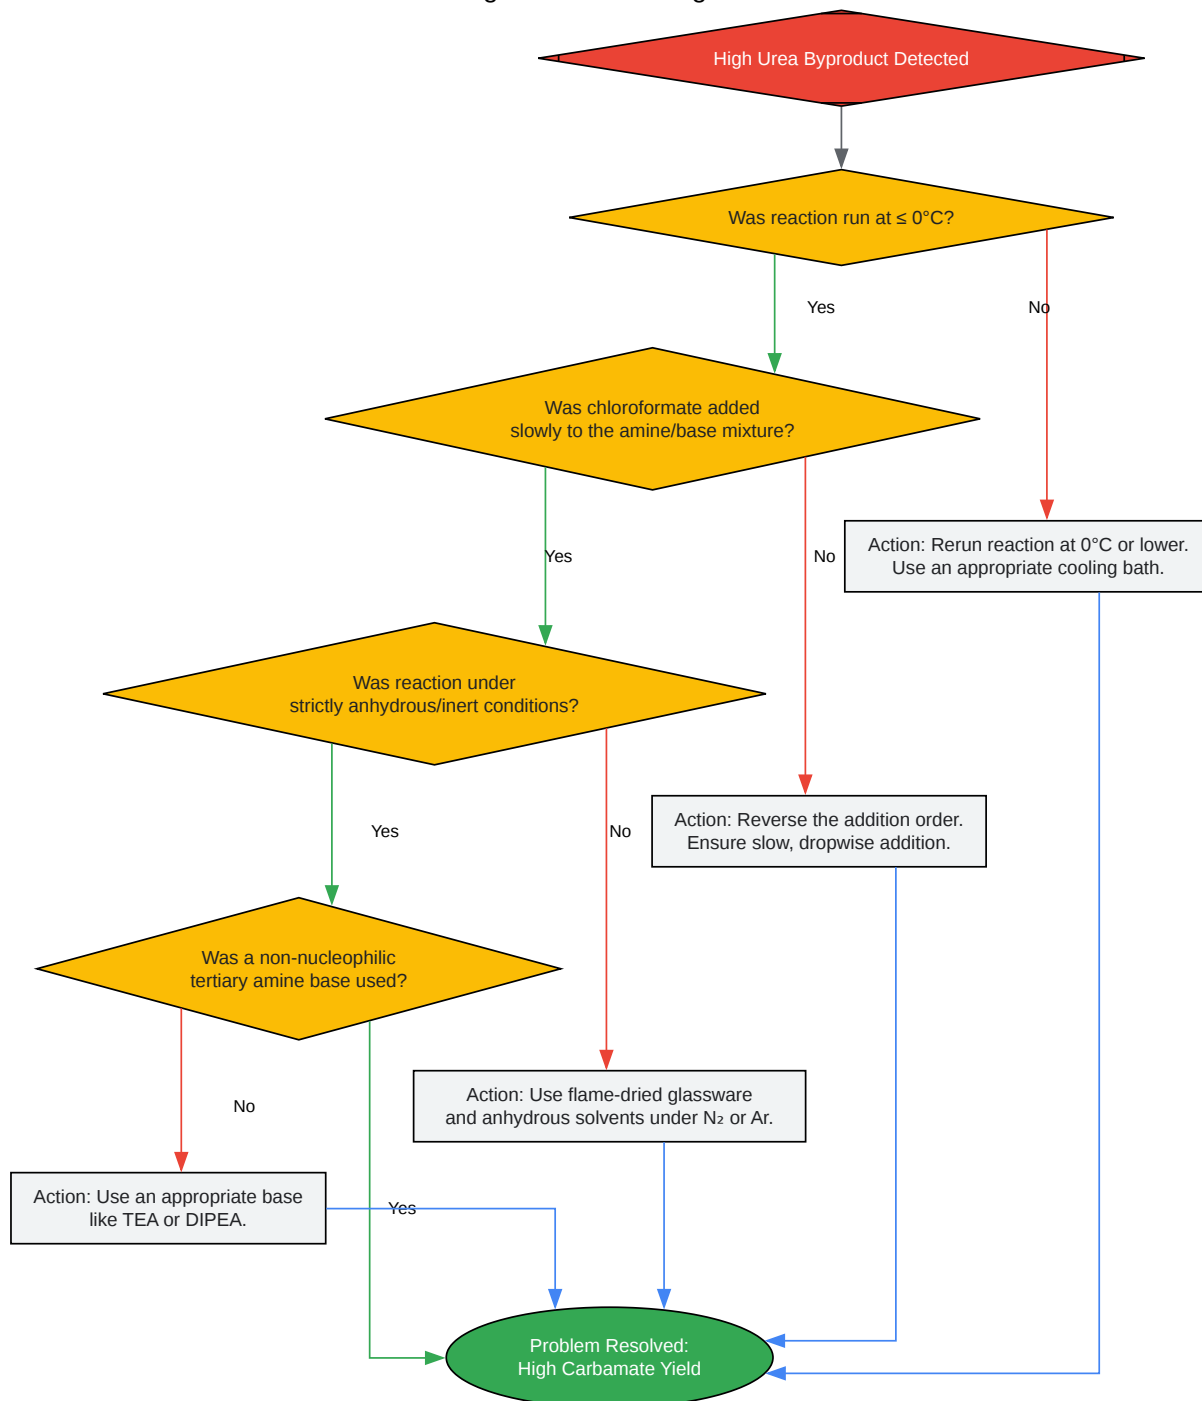 High Urea Byproduct Detected
Was reaction run at ≤ 0°C?
Yes
No
Was chloroformate added
slowly to the amine/base mixture?
Action: Rerun reaction at 0°C or lower.
Use an appropriate cooling bath.
Yes
No
Was reaction under
strictly anhydrous/inert conditions?
Action: Reverse the addition order.
Ensure slow, dropwise addition.
Yes
No
Was a non-nucleophilic
tertiary amine base used?
Action: Use flame-dried glassware
and anhydrous solvents under N₂ or Ar.
No
Action: Use an appropriate base
like TEA or DIPEA.
Yes
Problem Resolved:
High Carbamate Yield